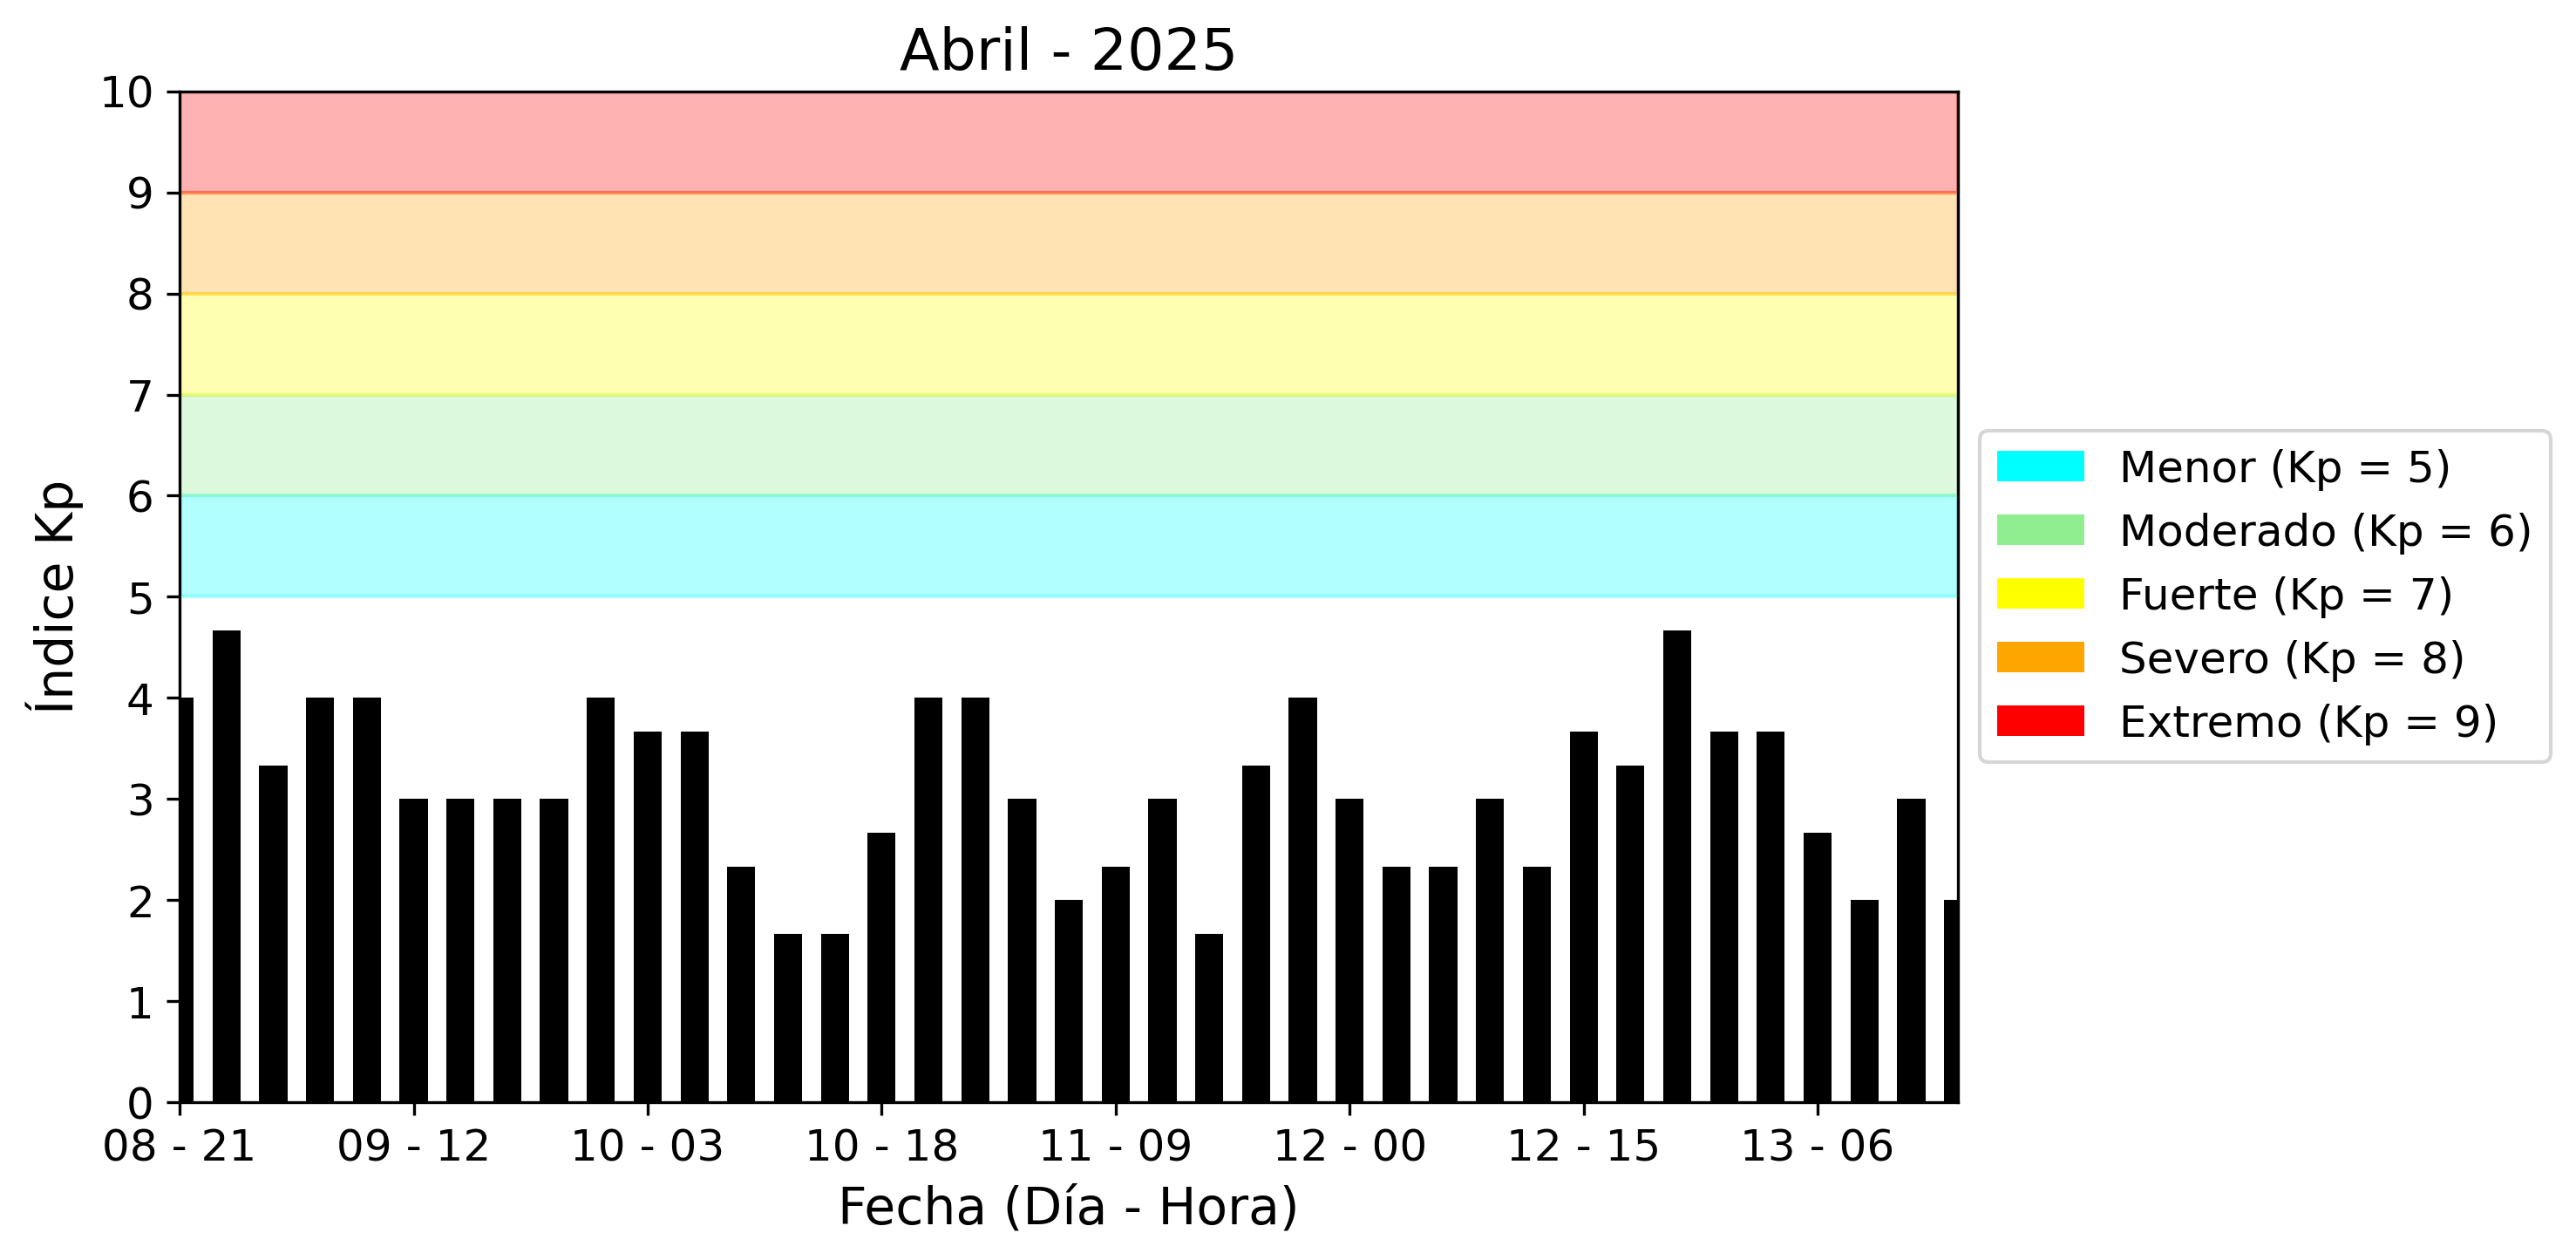 Abril - 2025
10
9
8
7
6
5
4
3
2
1
0
Índice Kp
08 - 21
09 - 12
10 - 03
10 - 18
11 - 09
12 - 00
12 - 15
13 - 06
Fecha (Día - Hora)
Menor (Kp = 5)
Moderado (Kp = 6)
Fuerte (Kp = 7)
Severo (Kp = 8)
Extremo (Kp = 9)